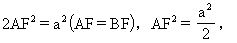 2AF² = a² (AF = BF),  AF² = a²/2 ,